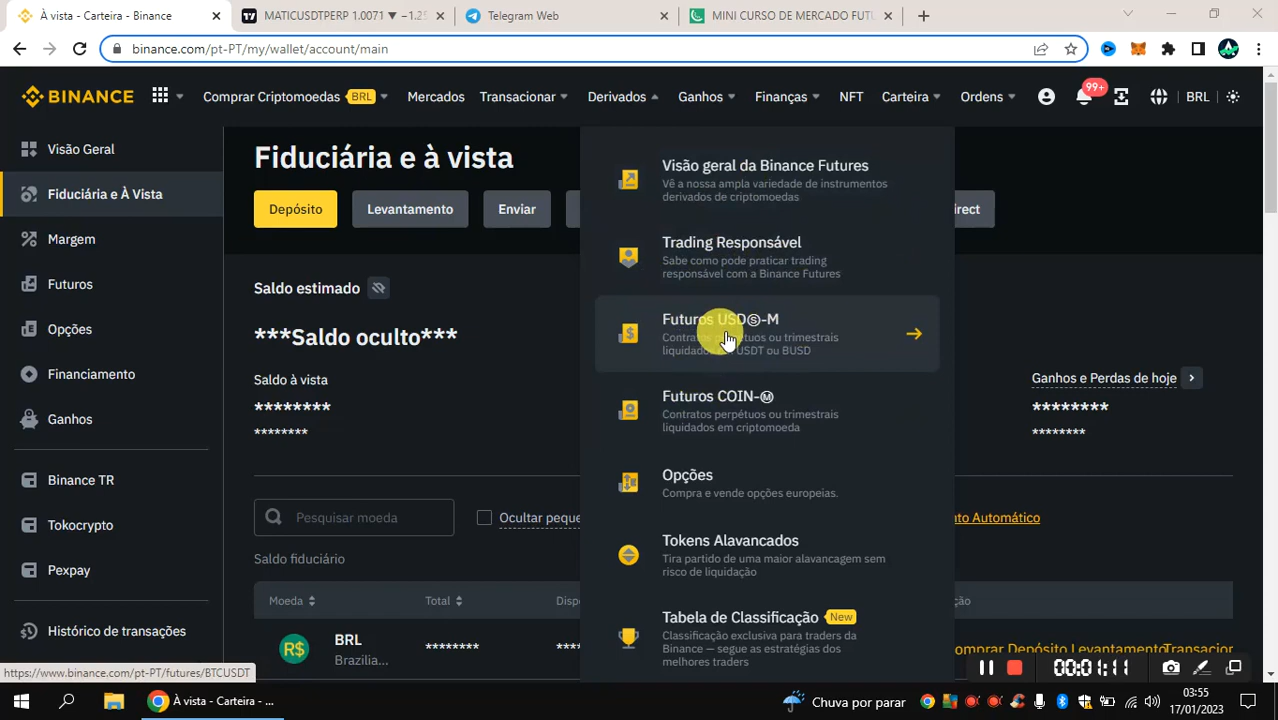 À vista - Carteira - Binance
MATICUSDTPERP 1.0071 ▼ −1.25
Telegram Web
MINI CURSO DE MERCADO FUTU
binance.com/pt-PT/my/wallet/account/main
BINANCE
Comprar Criptomoedas BRL
Mercados
Transacionar
Derivados
Ganhos
Finanças
NFT
Carteira
Ordens
99+
BRL
Visão Geral
Fiduciária e À Vista
Margem
Futuros
Opções
Financiamento
Ganhos
Binance TR
Tokocrypto
Pexpay
Histórico de transações
Fiduciária e à vista
Depósito
Levantamento
Enviar
irect
Saldo estimado
***Saldo oculto***
Saldo à vista
********
********
Ganhos e Perdas de hoje
********
********
Pesquisar moeda
Ocultar peque
nto Automático
Saldo fiduciário
Moeda
Total
Dispo
ção
R$
BRL
Brazilia...
********
****
omprar Depósito Levantamento Transacionar
Visão geral da Binance Futures
Vê a nossa ampla variedade de instrumentos
derivados de criptomoedas
Trading Responsável
Sabe como pode praticar trading
responsável com a Binance Futures
Futuros USDⓈ-M
Contratos perpétuos ou trimestrais
liquidados em USDT ou BUSD
Futuros COIN-Ⓜ
Contratos perpétuos ou trimestrais
liquidados em criptomoeda
Opções
Compra e vende opções europeias.
Tokens Alavancados
Tira partido de uma maior alavancagem sem
risco de liquidação
Tabela de Classificação New
Classificação exclusiva para traders da
Binance — segue as estratégias dos
melhores traders
https://www.binance.com/pt-PT/futures/BTCUSDT
00:01:11
À vista - Carteira - ...
Chuva por parar
03:55
17/01/2023